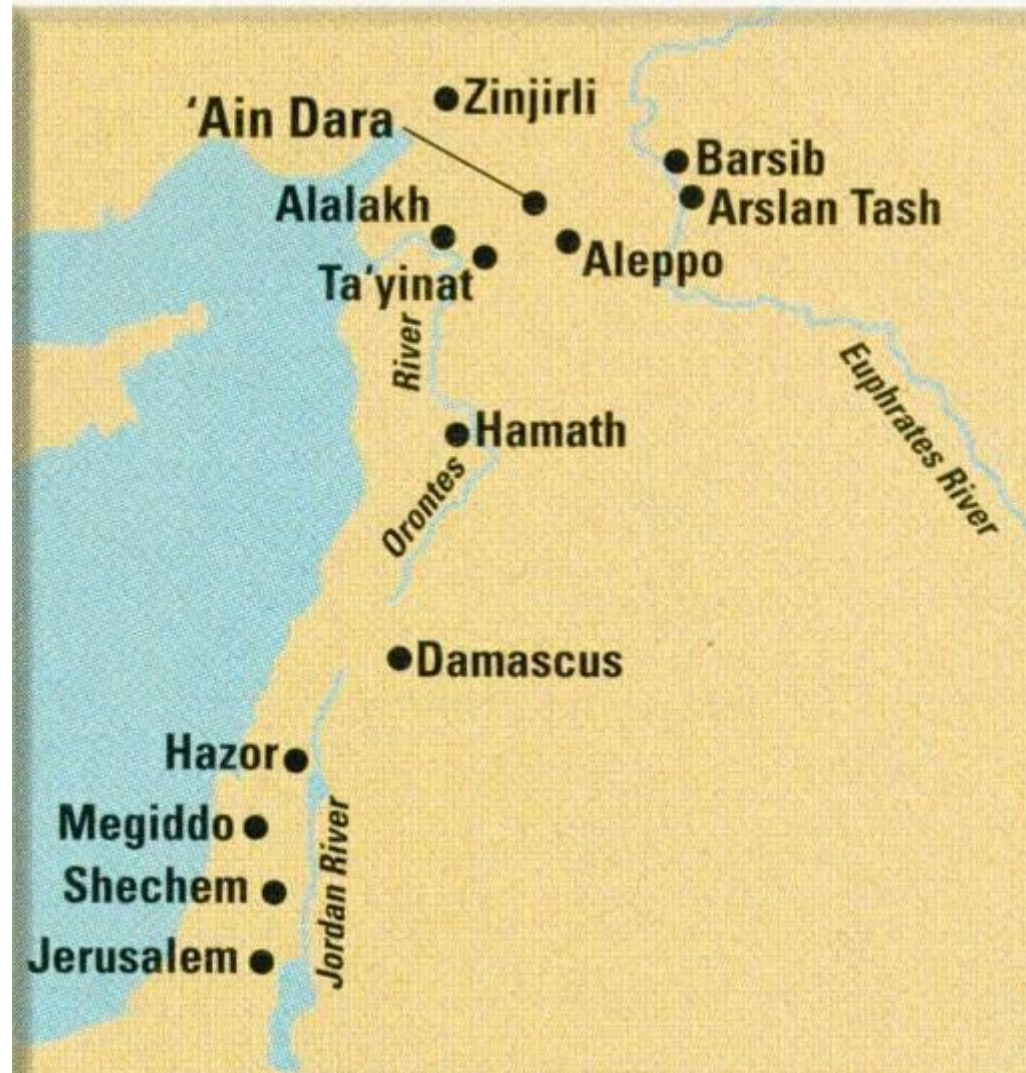 Zinjirli
‘Ain Dara
Barsib
Alalakh
Arslan Tash
Aleppo
Ta‘yinat
River
Euphrates River
Hamath
Orontes
Damascus
Hazor
Megiddo
Jordan River
Shechem
Jerusalem